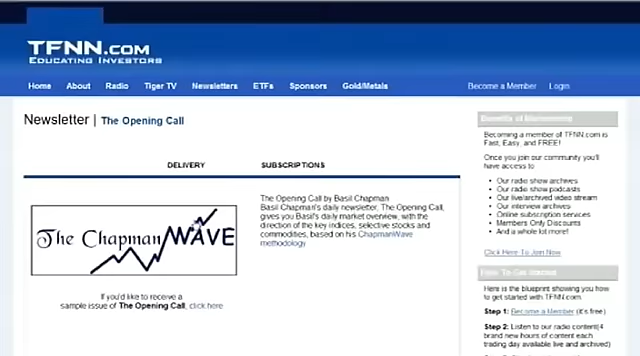 TFNN.COM
EDUCATING INVESTORS
Home About Radio Tiger TV Newsletters ETFs Sponsors Gold/Metals Become a Member Login
Newsletter | The Opening Call
DELIVERY SUBSCRIPTIONS
The Chapman WAVE
If you'd like to receive a
sample issue of The Opening Call, click here
The Opening Call by Basil Chapman
Basil Chapman's daily newsletter, The Opening Call,
gives you Basil's daily market overview, with the
direction of the key indices, selective stocks and
commodities, based on his ChapmanWave
methodology
Benefits of Membership
Becoming a member of TFNN.com is
Fast, Easy, and FREE!
Once you join our community you'll
have access to
• Our radio show archives
• Our radio show podcasts
• Our live/archived video stream
• Our interview archives
• Online subscription services
• Members Only Discounts
• And a whole lot more!
Click Here To Join Now
How To Get Started
Here is the blueprint showing you
how to get started with TFNN.com.
Step 1: Become a Member (it's free)
Step 2: Listen to our radio content(4
brand new hours of content each
trading day available live and archived)